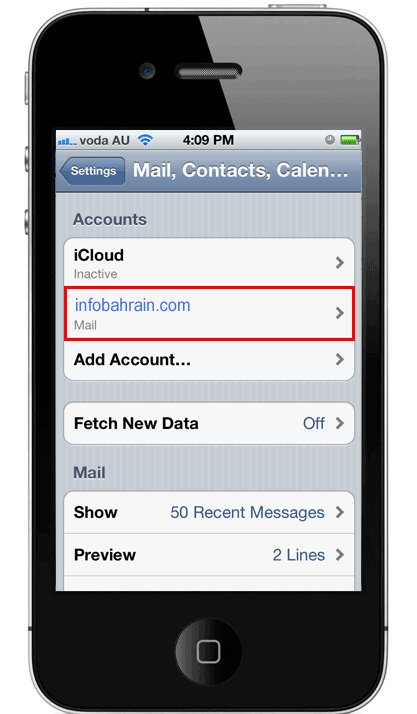 voda AU 4:09 PM
Settings Mail, Contacts, Calen...
Accounts
iCloud
Inactive
infobahrain.com
Mail
Add Account...
Fetch New Data Off
Mail
Show 50 Recent Messages
Preview 2 Lines